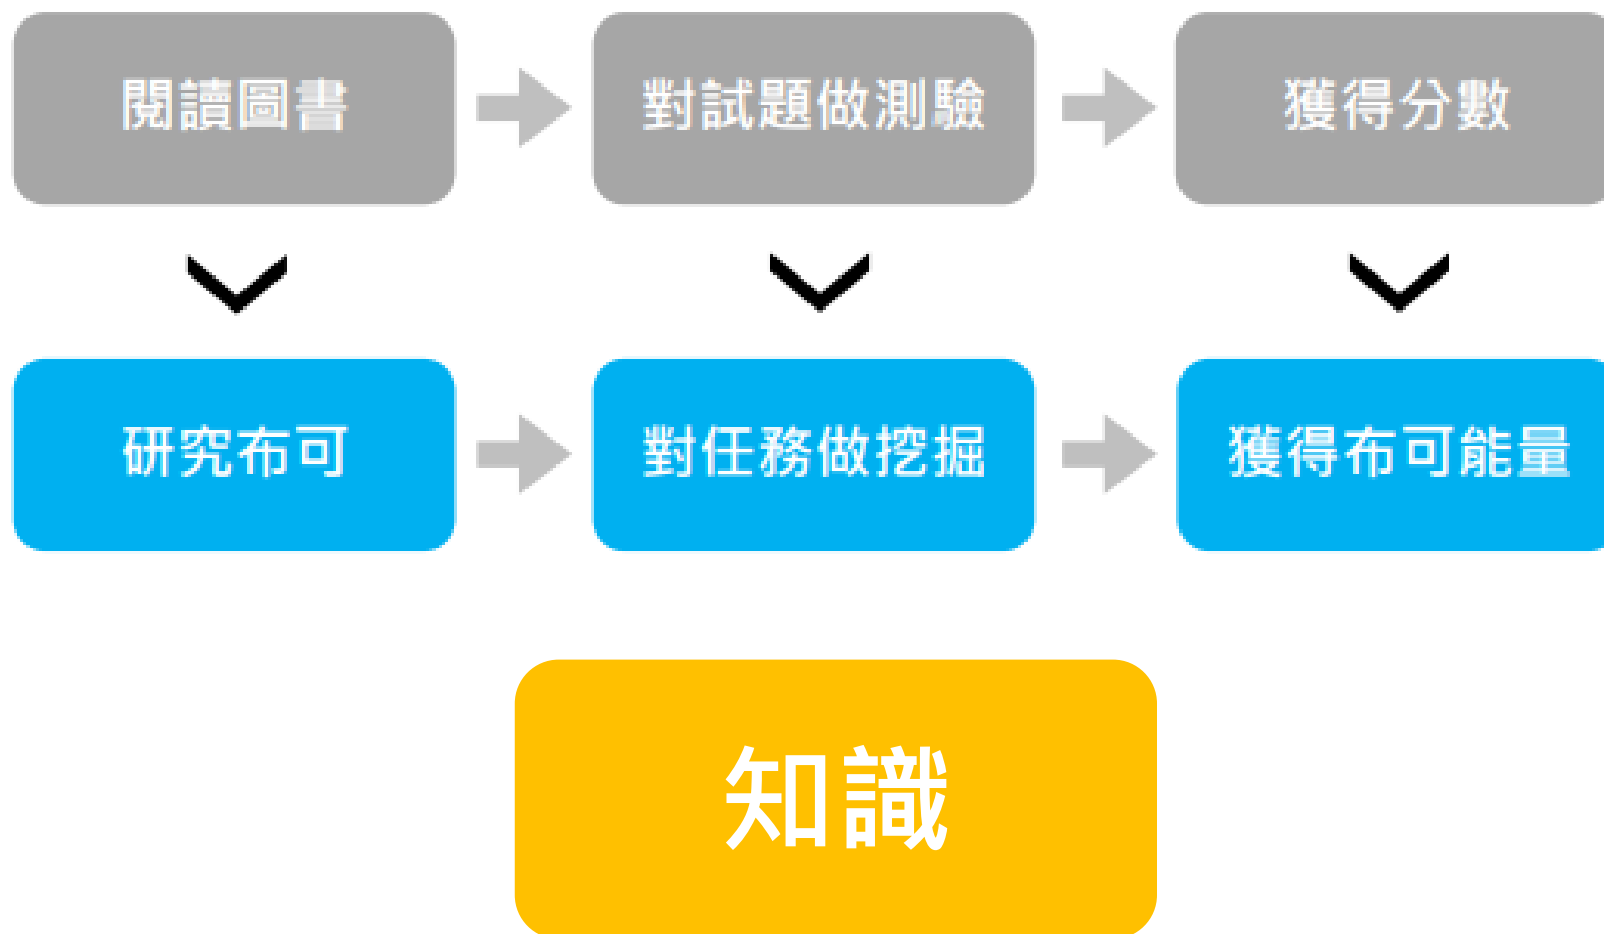 閱讀圖書
對試題做測驗
獲得分數
研究布可
對任務做挖掘
獲得布可能量
知識